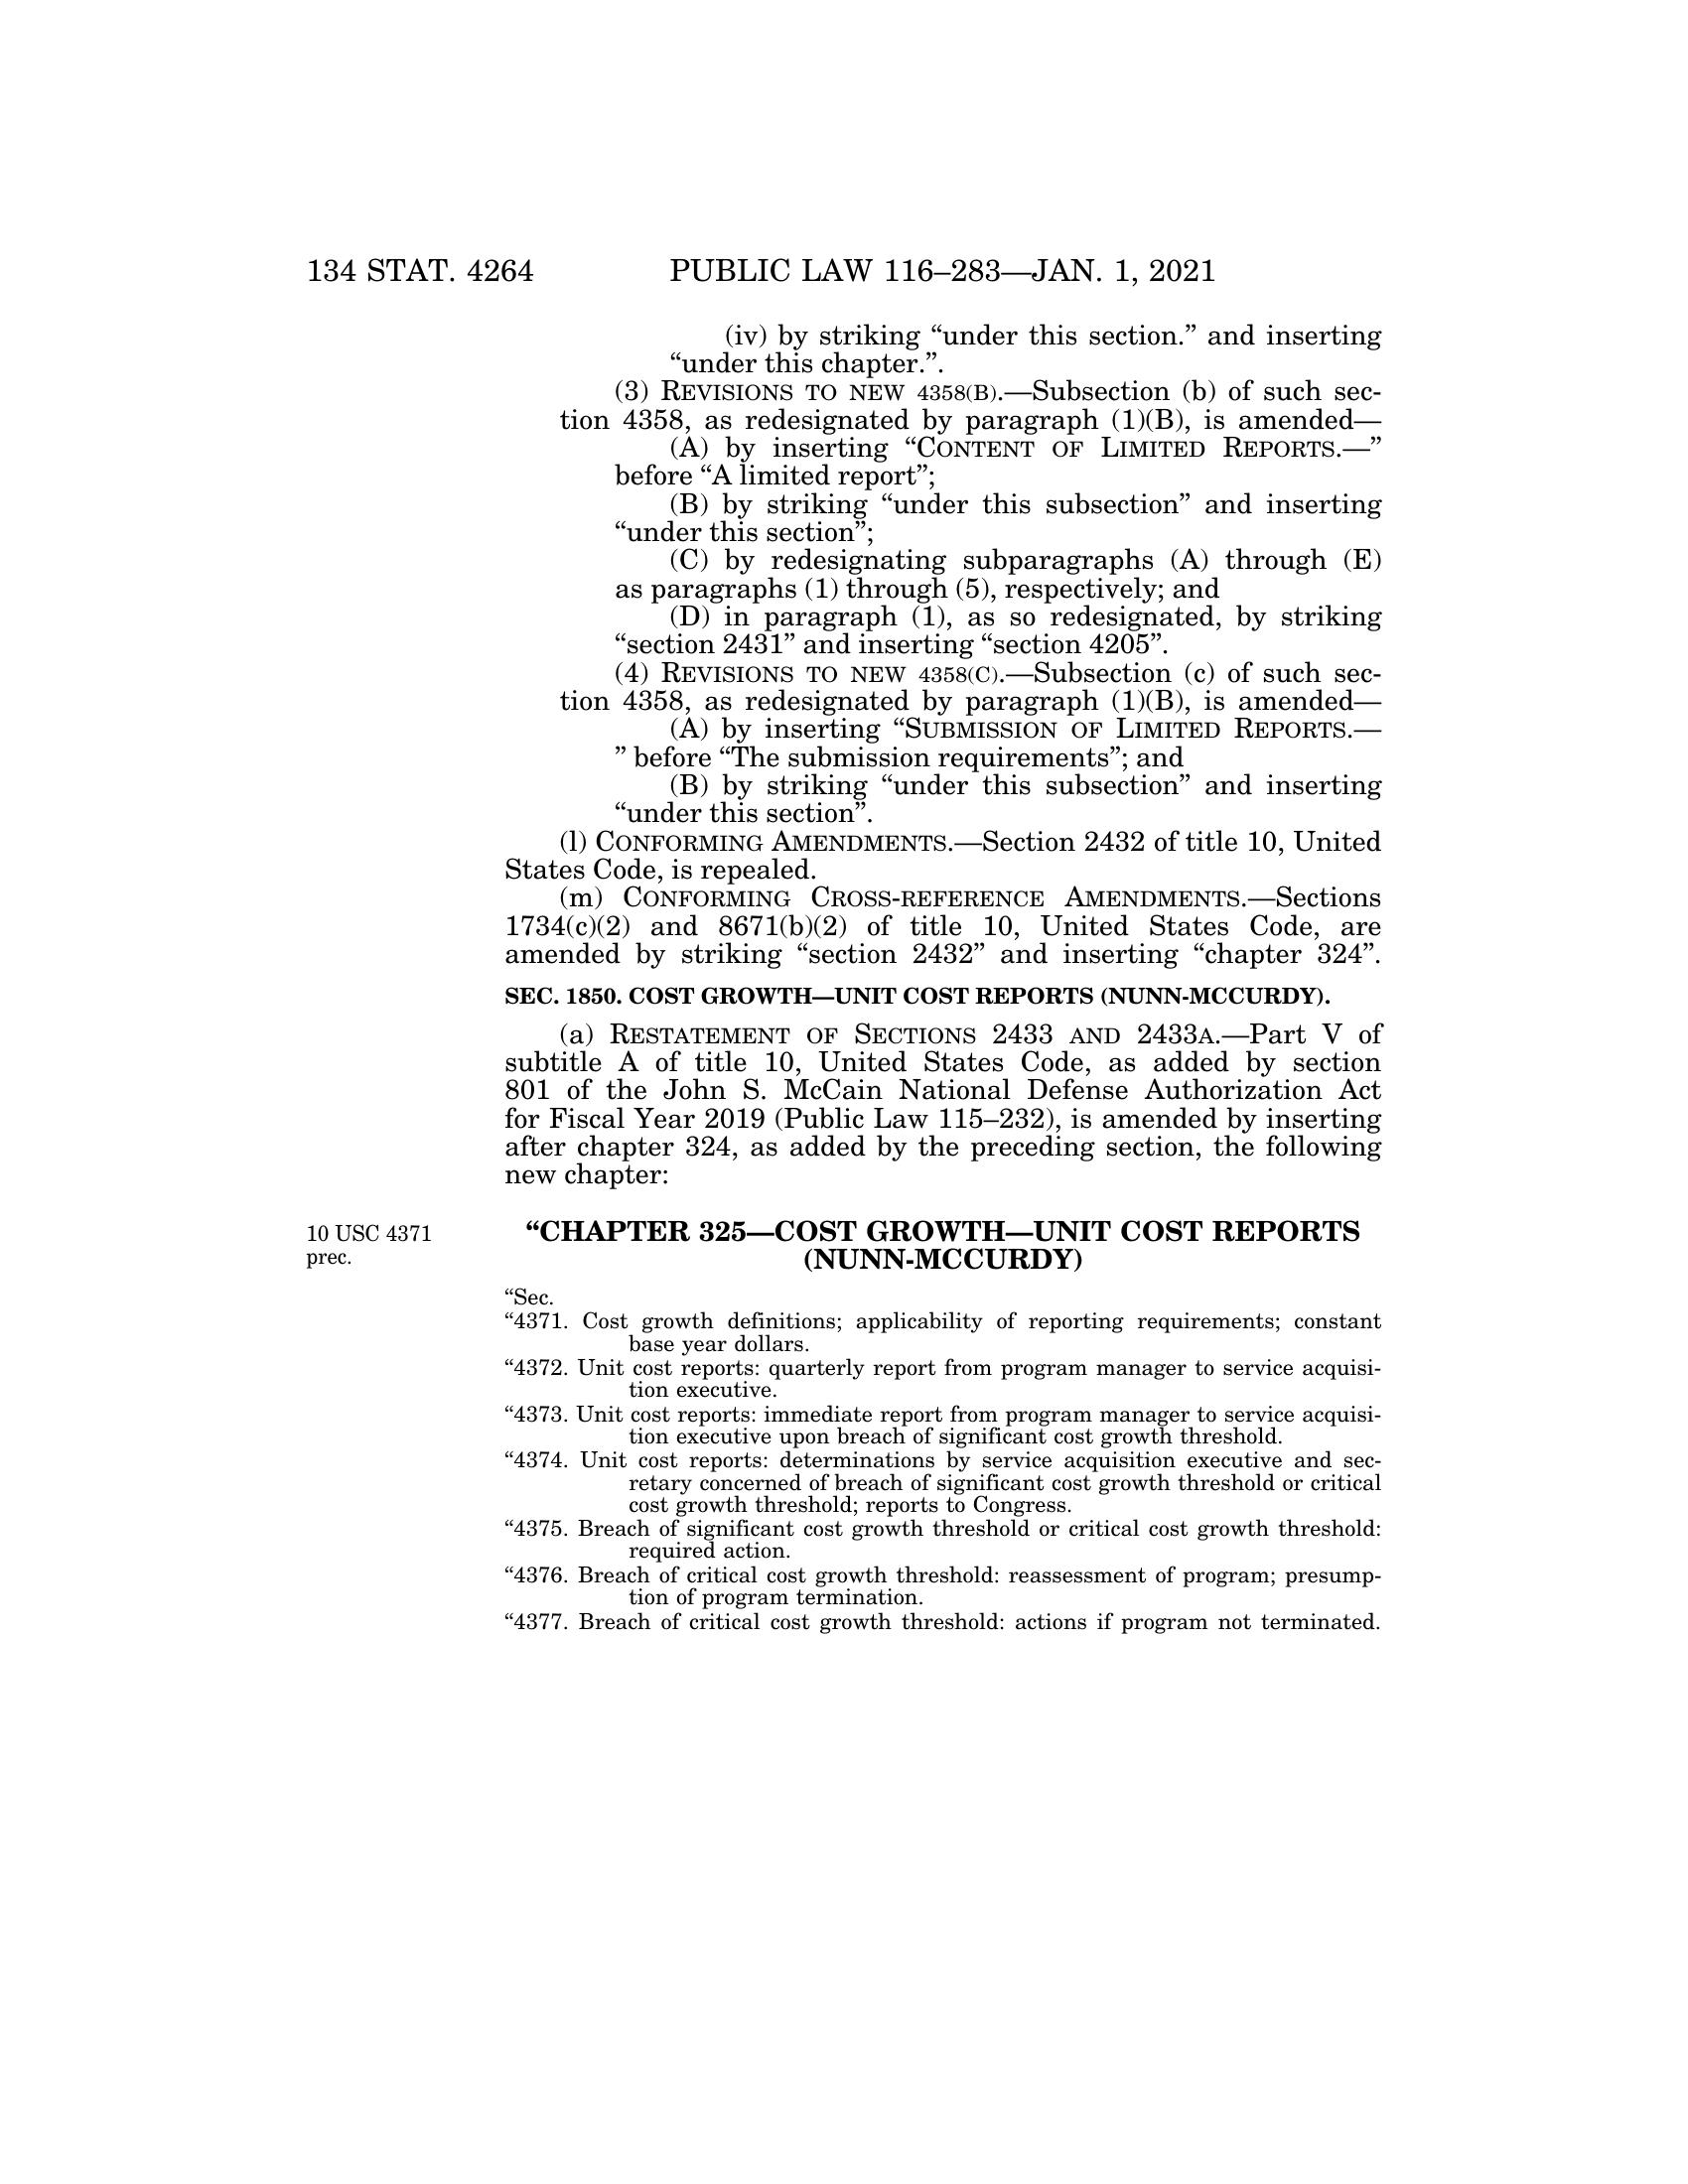 134 STAT. 4264 PUBLIC LAW 116–283—JAN. 1, 2021
(iv) by striking “under this section.” and inserting
“under this chapter.”.
(3) REVISIONS TO NEW 4358(B).—Subsection (b) of such sec-
tion 4358, as redesignated by paragraph (1)(B), is amended—
(A) by inserting “CONTENT OF LIMITED REPORTS.—”
before “A limited report”;
(B) by striking “under this subsection” and inserting
“under this section”;
(C) by redesignating subparagraphs (A) through (E)
as paragraphs (1) through (5), respectively; and
(D) in paragraph (1), as so redesignated, by striking
“section 2431” and inserting “section 4205”.
(4) REVISIONS TO NEW 4358(C).—Subsection (c) of such sec-
tion 4358, as redesignated by paragraph (1)(B), is amended—
(A) by inserting “SUBMISSION OF LIMITED REPORTS.—
” before “The submission requirements”; and
(B) by striking “under this subsection” and inserting
“under this section”.
(l) CONFORMING AMENDMENTS.—Section 2432 of title 10, United
States Code, is repealed.
(m) CONFORMING CROSS-REFERENCE AMENDMENTS.—Sections
1734(c)(2) and 8671(b)(2) of title 10, United States Code, are
amended by striking “section 2432” and inserting “chapter 324”.
SEC. 1850. COST GROWTH—UNIT COST REPORTS (NUNN-MCCURDY).
(a) RESTATEMENT OF SECTIONS 2433 AND 2433A.—Part V of
subtitle A of title 10, United States Code, as added by section
801 of the John S. McCain National Defense Authorization Act
for Fiscal Year 2019 (Public Law 115–232), is amended by inserting
after chapter 324, as added by the preceding section, the following
new chapter:
10 USC 4371
prec.
“CHAPTER 325—COST GROWTH—UNIT COST REPORTS
(NUNN-MCCURDY)
“Sec.
“4371. Cost growth definitions; applicability of reporting requirements; constant
base year dollars.
“4372. Unit cost reports: quarterly report from program manager to service acquisi-
tion executive.
“4373. Unit cost reports: immediate report from program manager to service acquisi-
tion executive upon breach of significant cost growth threshold.
“4374. Unit cost reports: determinations by service acquisition executive and sec-
retary concerned of breach of significant cost growth threshold or critical
cost growth threshold; reports to Congress.
“4375. Breach of significant cost growth threshold or critical cost growth threshold:
required action.
“4376. Breach of critical cost growth threshold: reassessment of program; presump-
tion of program termination.
“4377. Breach of critical cost growth threshold: actions if program not terminated.